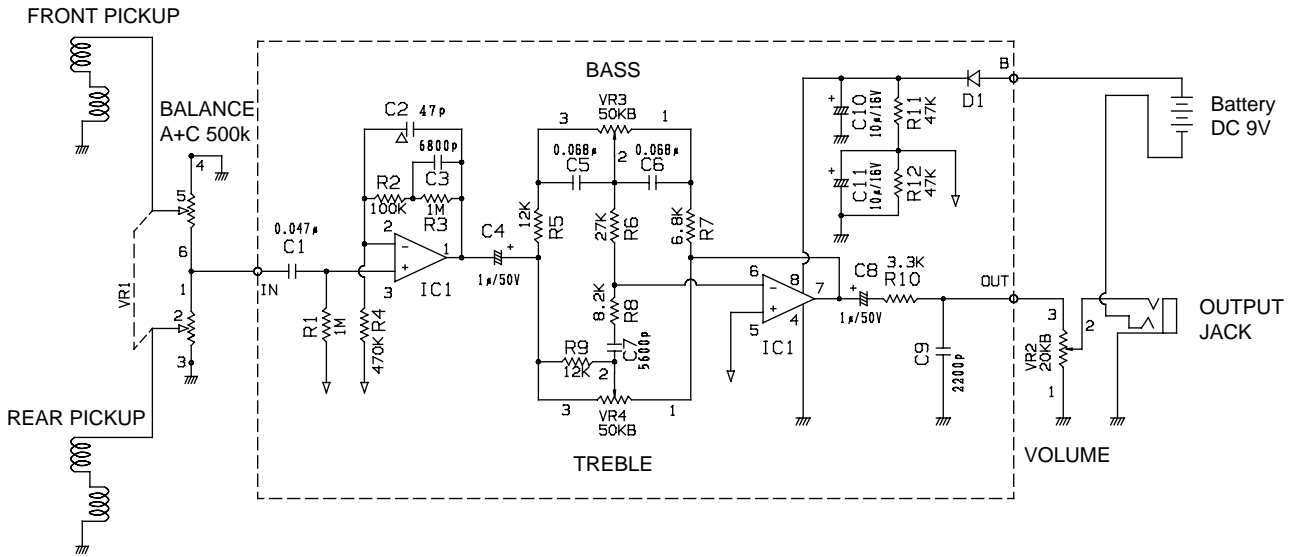 FRONT PICKUP
BALANCE
A+C 500k
4
5
6
1
2
3
VR1
REAR PICKUP
IN
0.047µ
C1
R1
1M
C2
47p
6800p
C3
R2
100K
1M
R3
2
3
1
IC1
R4
470K
C4
1µ/50V
BASS
VR3
50KB
3
1
2
0.068µ
C5
0.068µ
C6
12K
R5
27K
R6
6.8K
R7
8.2K
R8
C7
5600p
R9
12K
2
3
1
VR4
50KB
TREBLE
6
5
8
4
7
IC1
C8
1µ/50V
3.3K
R10
C9
2200p
C10
10µ/16V
R11
47K
C11
10µ/16V
R12
47K
D1
B
Battery
DC 9V
OUT
3
2
1
VR2
20KB
VOLUME
OUTPUT
JACK